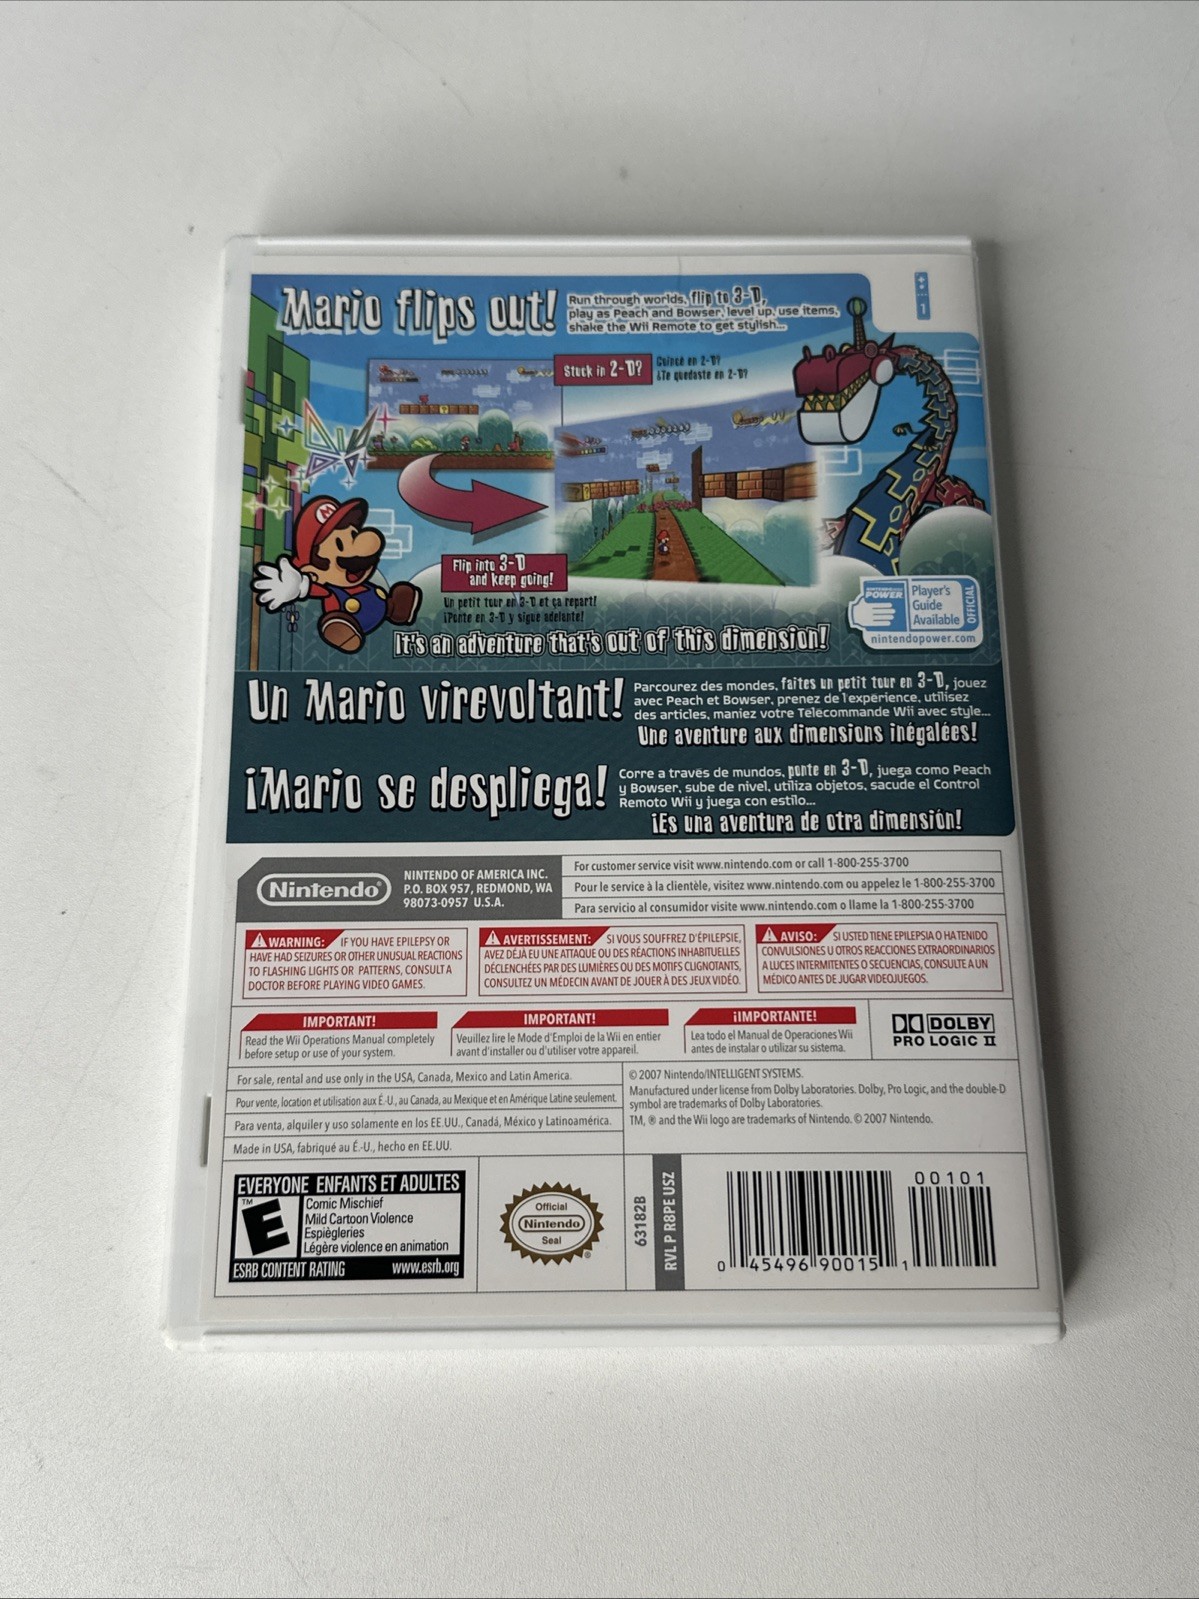 Mario flips out!
Run through worlds, flip to 3-D,
play as Peach and Bowser, level up, use items,
shake the Wii Remote to get stylish...
1
Stuck in 2-D?
Coincé en 2-D?
¿Te quedaste en 2-D?
Flip into 3-D
and keep going!
Un petit tour en 3-D et ça repart!
¡Ponte en 3-D y sigue adelante!
It's an adventure that's out of this dimension!
NINTENDO
POWER
Player's
Guide
Available
OFFICIAL
nintendopower.com
Un Mario virevoltant!
Parcourez des mondes, faites un petit tour en 3-D, jouez
avec Peach et Bowser, prenez de l'expérience, utilisez
des articles, maniez votre Télécommande Wii avec style...
Une aventure aux dimensions inégalées!
¡Mario se despliega!
Corre a través de mundos, ponte en 3-D, juega como Peach
y Bowser, sube de nivel, utiliza objetos, sacude el Control
Remoto Wii y juega con estilo...
¡Es una aventura de otra dimensión!
Nintendo®
NINTENDO OF AMERICA INC.
P.O. BOX 957, REDMOND, WA
98073-0957 U.S.A.
For customer service visit www.nintendo.com or call 1-800-255-3700
Pour le service à la clientèle, visitez www.nintendo.com ou appelez le 1-800-255-3700
Para servicio al consumidor visite www.nintendo.com o llame la 1-800-255-3700
WARNING: IF YOU HAVE EPILEPSY OR
HAVE HAD SEIZURES OR OTHER UNUSUAL REACTIONS
TO FLASHING LIGHTS OR PATTERNS, CONSULT A
DOCTOR BEFORE PLAYING VIDEO GAMES.
AVERTISSEMENT: SI VOUS SOUFFREZ D'ÉPILEPSIE,
AVEZ DÉJÀ EU UNE ATTAQUE OU DES RÉACTIONS INHABITUELLES
DÉCLENCHÉES PAR DES LUMIÈRES OU DES MOTIFS CLIGNOTANTS,
CONSULTEZ UN MÉDECIN AVANT DE JOUER À DES JEUX VIDÉO.
AVISO: SI USTED TIENE EPILEPSIA O HA TENIDO
CONVULSIONES U OTROS REACCIONES EXTRAORDINARIOS
A LUCES INTERMITENTES O SECUENCIAS, CONSULTE A UN
MÉDICO ANTES DE JUGAR VIDEOJUEGOS.
IMPORTANT!
Read the Wii Operations Manual completely
before setup or use of your system.
IMPORTANT!
Veuillez lire le Mode d'Emploi de la Wii en entier
avant d'installer ou d'utiliser votre appareil.
¡IMPORTANTE!
Lea todo el Manual de Operaciones Wii
antes de instalar o utilizar su sistema.
DOLBY
PRO LOGIC II
For sale, rental and use only in the USA, Canada, Mexico and Latin America.
Pour vente, location et utilisation aux É.-U., au Canada, au Mexique et en Amérique Latine seulement.
Para venta, alquiler y uso solamente en los EE.UU., Canadá, México y Latinoamérica.
Made in USA, fabriqué au É.-U., hecho en EE.UU.
© 2007 Nintendo/INTELLIGENT SYSTEMS.
Manufactured under license from Dolby Laboratories. Dolby, Pro Logic, and the double-D
symbol are trademarks of Dolby Laboratories.
TM, ® and the Wii logo are trademarks of Nintendo. © 2007 Nintendo.
EVERYONE ENFANTS ET ADULTES
TM
E
Comic Mischief
Mild Cartoon Violence
Espiègleries
Légère violence en animation
ESRB CONTENT RATING www.esrb.org
Official
Nintendo
Seal
63182B
RVL P R8PE USZ
00101
0 45496 90015 1